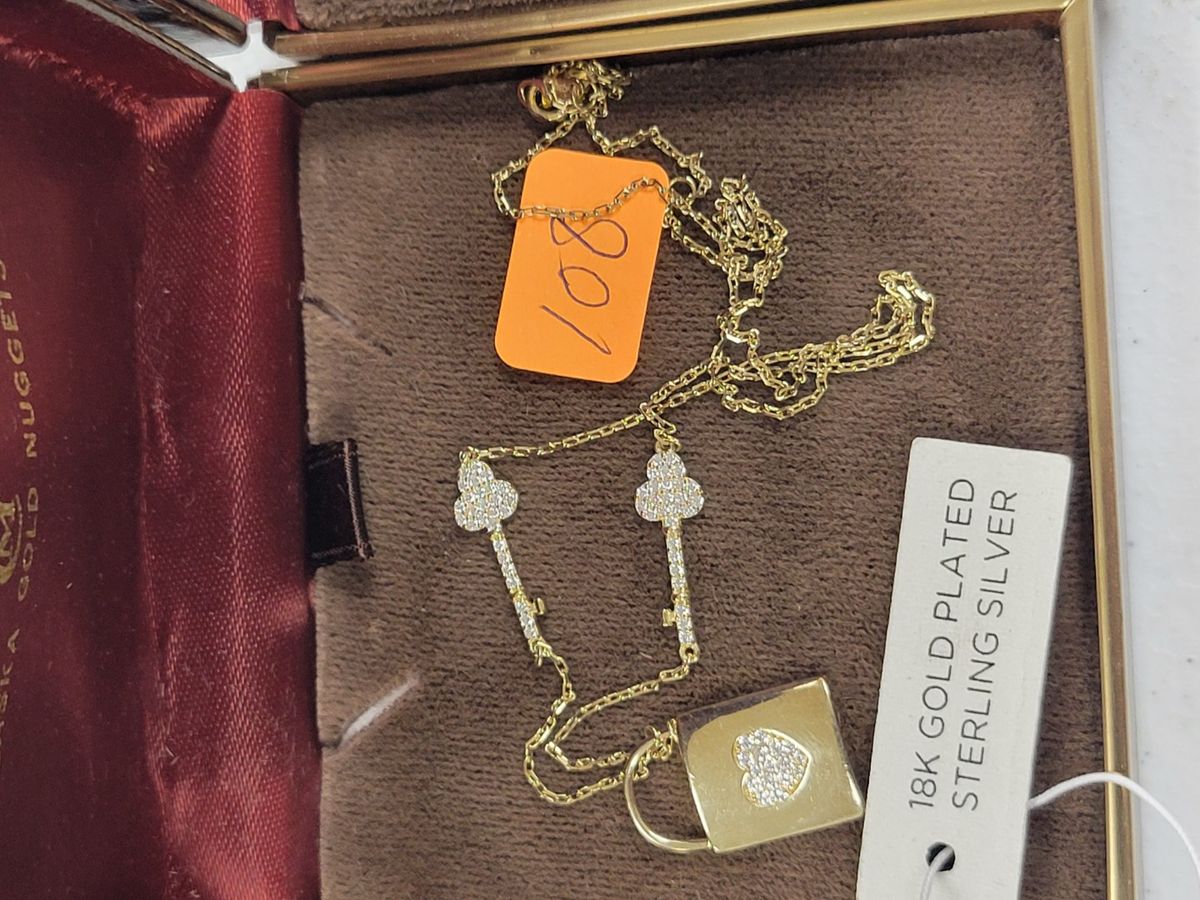 108
18K GOLD PLATED
STERLING SILVER
GOLD NUGGETS